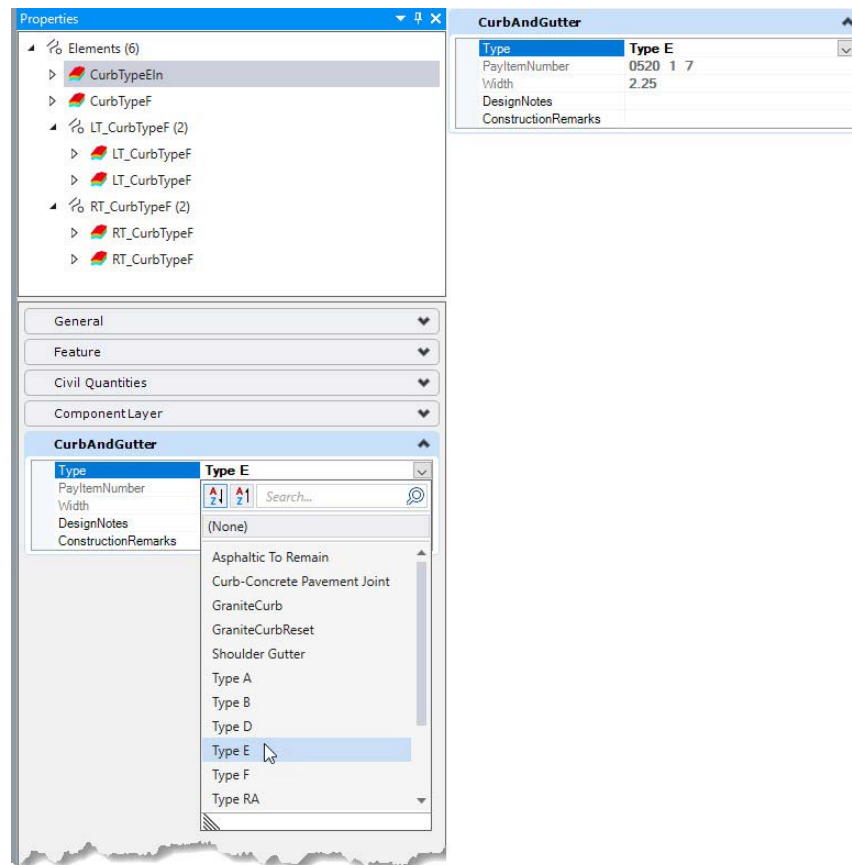 Properties
Elements (6)
CurbTypeEIn
CurbTypeF
LT_CurbTypeF (2)
LT_CurbTypeF
LT_CurbTypeF
RT_CurbTypeF (2)
RT_CurbTypeF
RT_CurbTypeF
General
Feature
Civil Quantities
ComponentLayer
CurbAndGutter
Type Type E
PayItemNumber
Width
DesignNotes
ConstructionRemarks
Search...
(None)
Asphaltic To Remain
Curb-Concrete Pavement Joint
GraniteCurb
GraniteCurbReset
Shoulder Gutter
Type A
Type B
Type D
Type E
Type F
Type RA
CurbAndGutter
Type Type E
PayItemNumber 0520 1 7
Width 2.25
DesignNotes
ConstructionRemarks